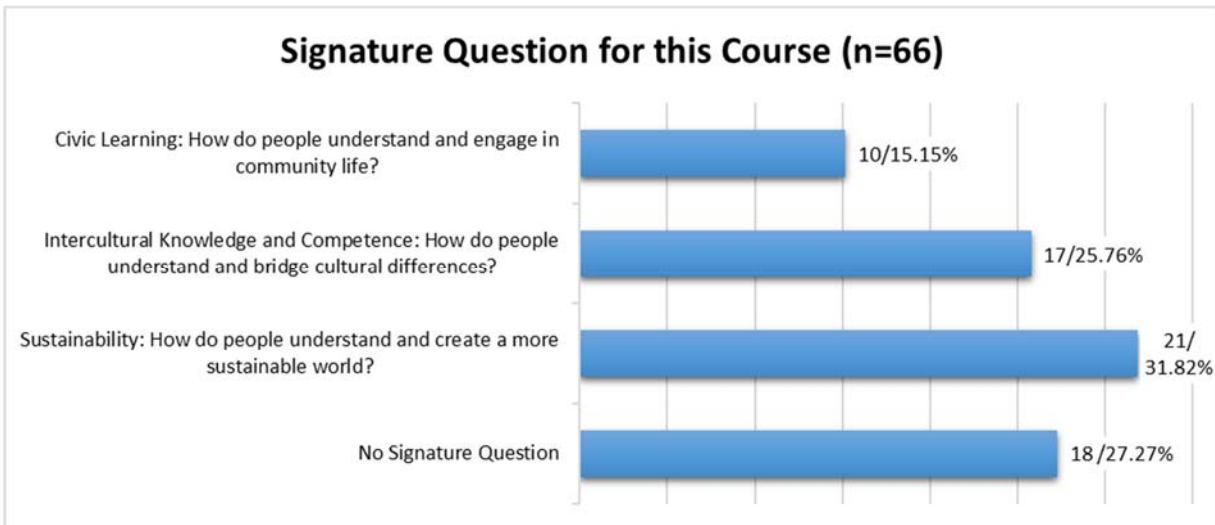 Signature Question for this Course (n=66)
Civic Learning: How do people understand and engage in
community life?
10/15.15%
Intercultural Knowledge and Competence: How do people
understand and bridge cultural differences?
17/25.76%
Sustainability: How do people understand and create a more
sustainable world?
21/
31.82%
No Signature Question
18/27.27%